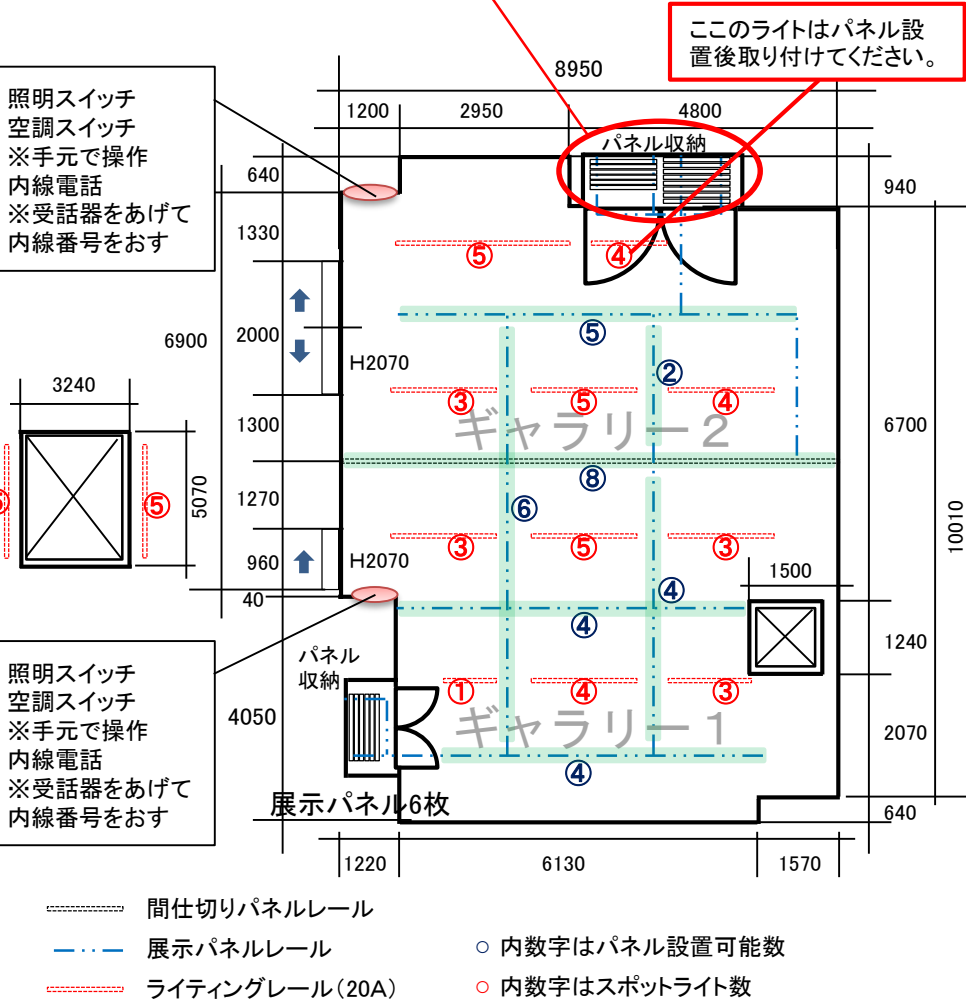 ここのライトはパネル設
置後取り付けてください。
8950
1200
2950
4800
照明スイッチ
空調スイッチ
※手元で操作
内線電話
※受話器をあげて
内線番号をおす
パネル収納
640
940
1330
⑤
④
6900
2000
H2070
⑤
②
3240
③
⑤
④
ギャラリー2
1300
6700
⑧
5070
⑤
1270
⑥
10010
③
⑤
③
960
H2070
1500
40
④
④
1240
照明スイッチ
空調スイッチ
※手元で操作
内線電話
※受話器をあげて
内線番号をおす
パネル
収納
4050
①
④
③
ギャラリー1
2070
④
展示パネル6枚
640
1220
6130
1570
間仕切りパネルレール
展示パネルレール
○ 内数字はパネル設置可能数
ライティングレール(20A)
○ 内数字はスポットライト数